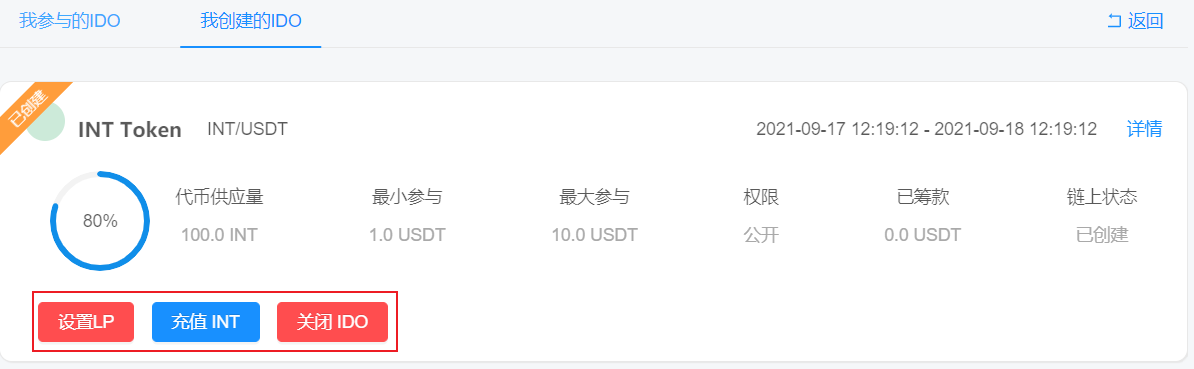 我参与的IDO 我创建的IDO 返回
已创建
INT Token INT/USDT 2021-09-17 12:19:12 - 2021-09-18 12:19:12 详情
80%
代币供应量 最小参与 最大参与 权限 已筹款 链上状态
100.0 INT 1.0 USDT 10.0 USDT 公开 0.0 USDT 已创建
设置LP 充值 INT 关闭 IDO